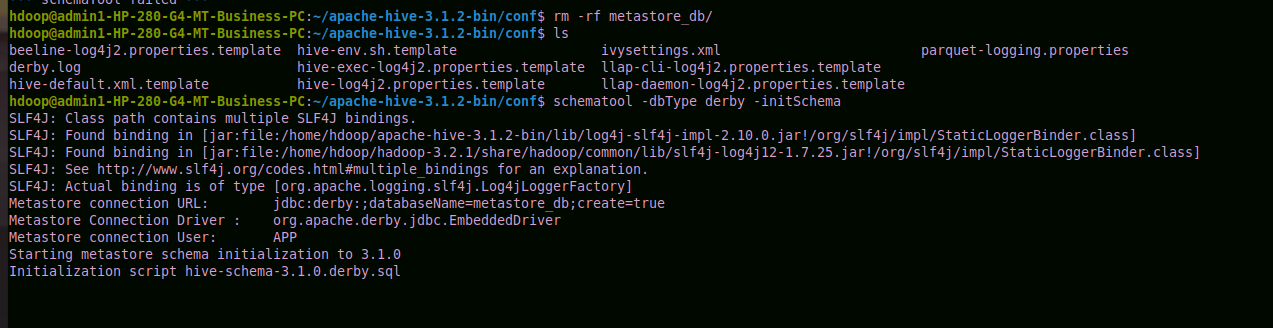 *** schemaTool failed ***
hdoop@admin1-HP-280-G4-MT-Business-PC:~/apache-hive-3.1.2-bin/conf$ rm -rf metastore_db/
hdoop@admin1-HP-280-G4-MT-Business-PC:~/apache-hive-3.1.2-bin/conf$ ls
beeline-log4j2.properties.template  hive-env.sh.template                  ivysettings.xml                       parquet-logging.properties
derby.log                           hive-exec-log4j2.properties.template  llap-cli-log4j2.properties.template
hive-default.xml.template           hive-log4j2.properties.template       llap-daemon-log4j2.properties.template
hdoop@admin1-HP-280-G4-MT-Business-PC:~/apache-hive-3.1.2-bin/conf$ schematool -dbType derby -initSchema
SLF4J: Class path contains multiple SLF4J bindings.
SLF4J: Found binding in [jar:file:/home/hdoop/apache-hive-3.1.2-bin/lib/log4j-slf4j-impl-2.10.0.jar!/org/slf4j/impl/StaticLoggerBinder.class]
SLF4J: Found binding in [jar:file:/home/hdoop/hadoop-3.2.1/share/hadoop/common/lib/slf4j-log4j12-1.7.25.jar!/org/slf4j/impl/StaticLoggerBinder.class]
SLF4J: See http://www.slf4j.org/codes.html#multiple_bindings for an explanation.
SLF4J: Actual binding is of type [org.apache.logging.slf4j.Log4jLoggerFactory]
Metastore connection URL:        jdbc:derby:;databaseName=metastore_db;create=true
Metastore Connection Driver :    org.apache.derby.jdbc.EmbeddedDriver
Metastore connection User:       APP
Starting metastore schema initialization to 3.1.0
Initialization script hive-schema-3.1.0.derby.sql